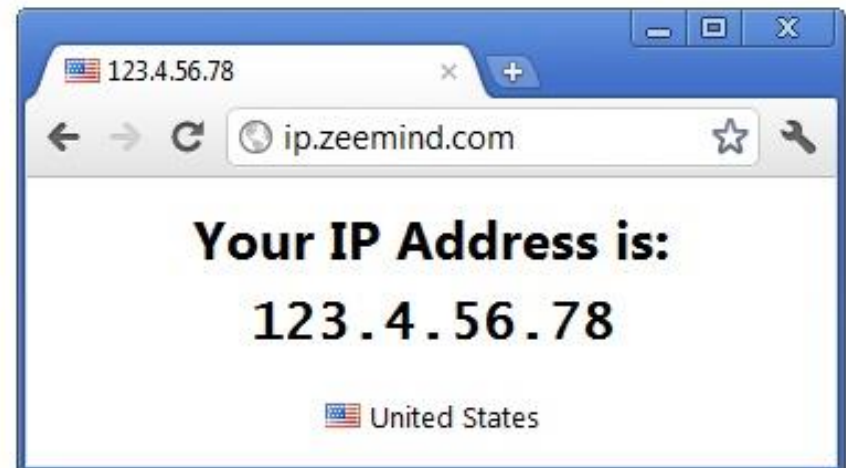 123.4.56.78
ip.zeemind.com
Your IP Address is:
123.4.56.78
United States